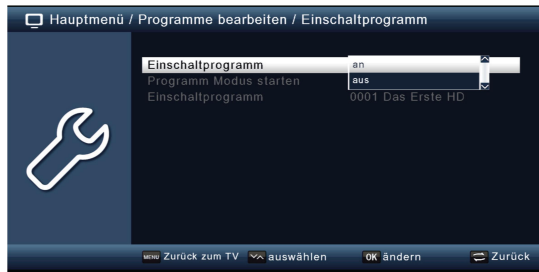 Hauptmenü / Programme bearbeiten / Einschaltprogramm
Einschaltprogramm an
Programm Modus starten aus
Einschaltprogramm 0001 Das Erste HD
MENU Zurück zum TV auswählen OK ändern Zurück